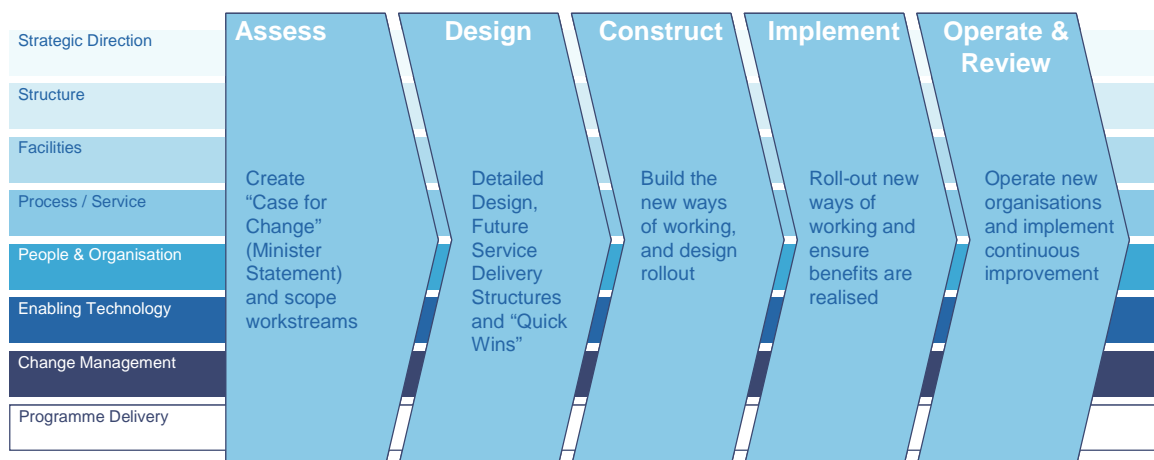 Strategic Direction
Structure
Facilities
Process / Service
People & Organisation
Enabling Technology
Change Management
Programme Delivery
Assess
Create
“Case for
Change”
(Minister
Statement)
and scope
workstreams
Design
Detailed
Design,
Future
Service
Delivery
Structures
and “Quick
Wins”
Construct
Build the
new ways
of working,
and design
rollout
Implement
Roll-out new
ways of
working and
ensure
benefits are
realised
Operate &
Review
Operate new
organisations
and implement
continuous
improvement